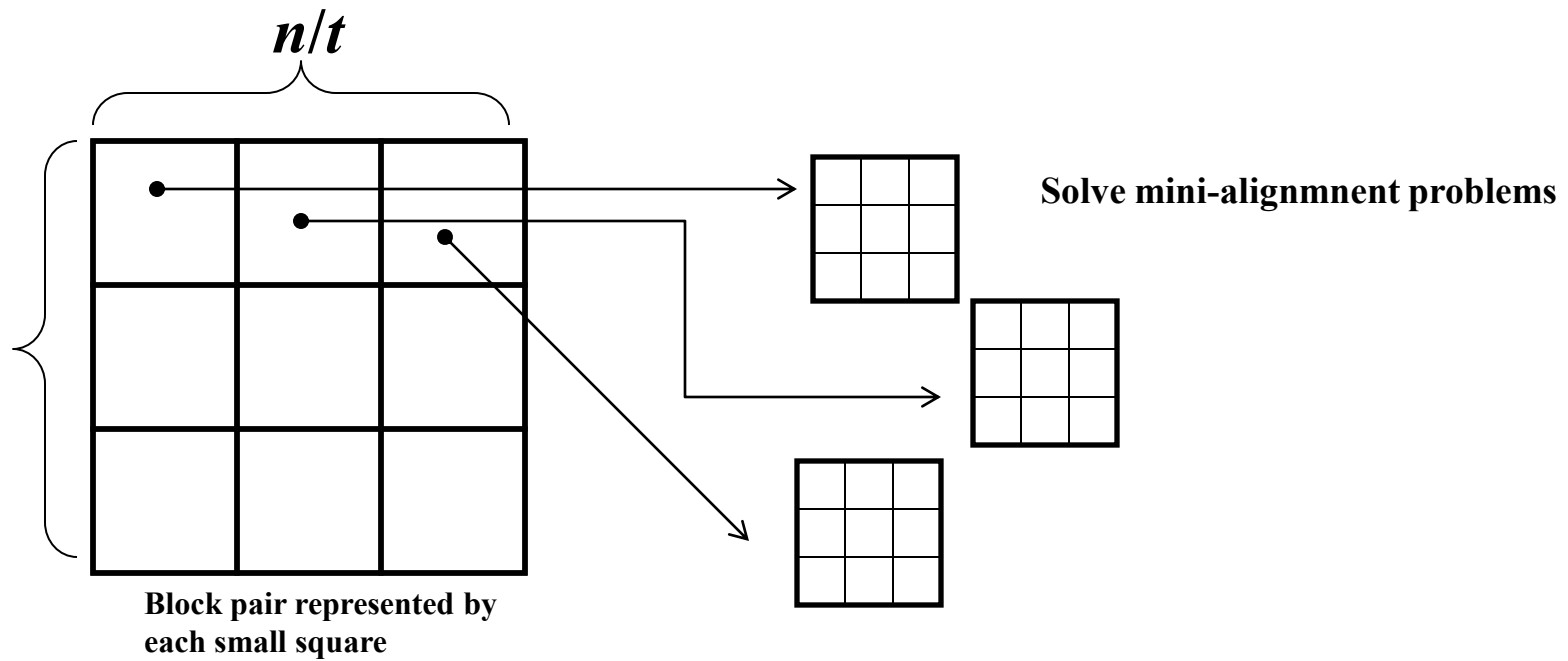 n/t
Solve mini-alignmnent problems
Block pair represented by
each small square